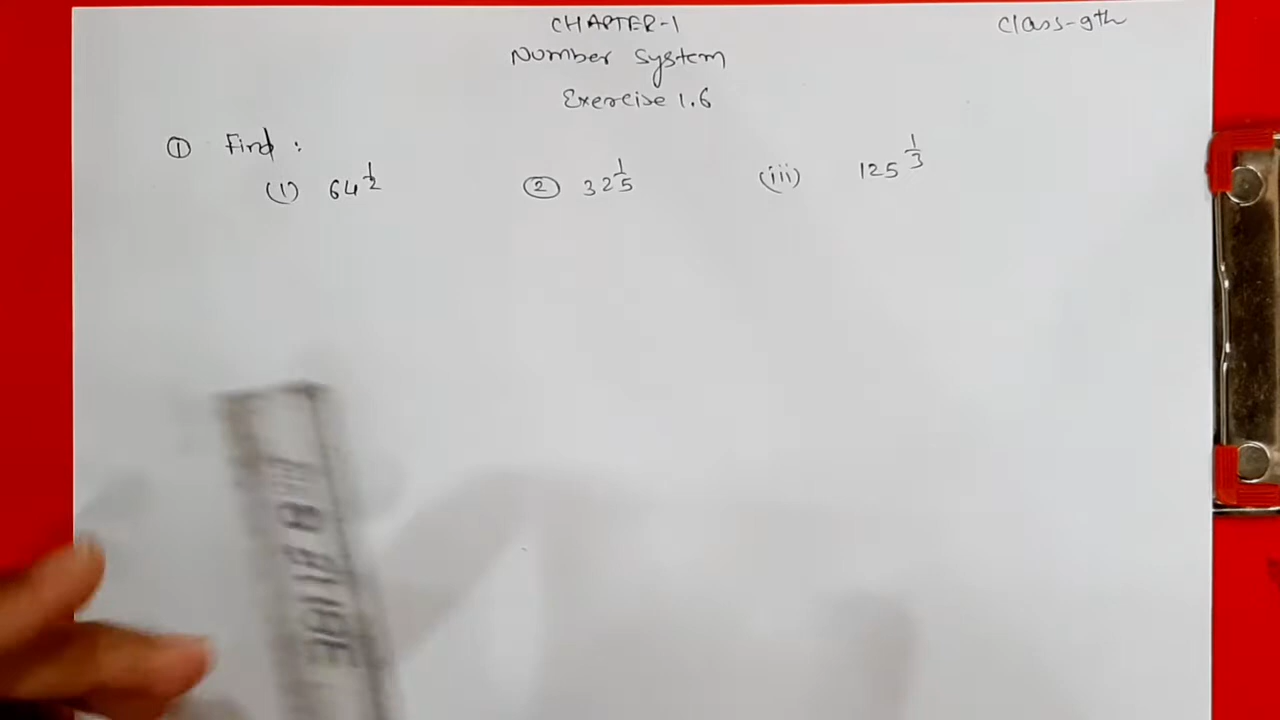 CHAPTER-1
Class-9th
Number System
Exercise 1.6
① Find :
(1) 64^1/2 ② 32^1/5 (iii) 125^1/3